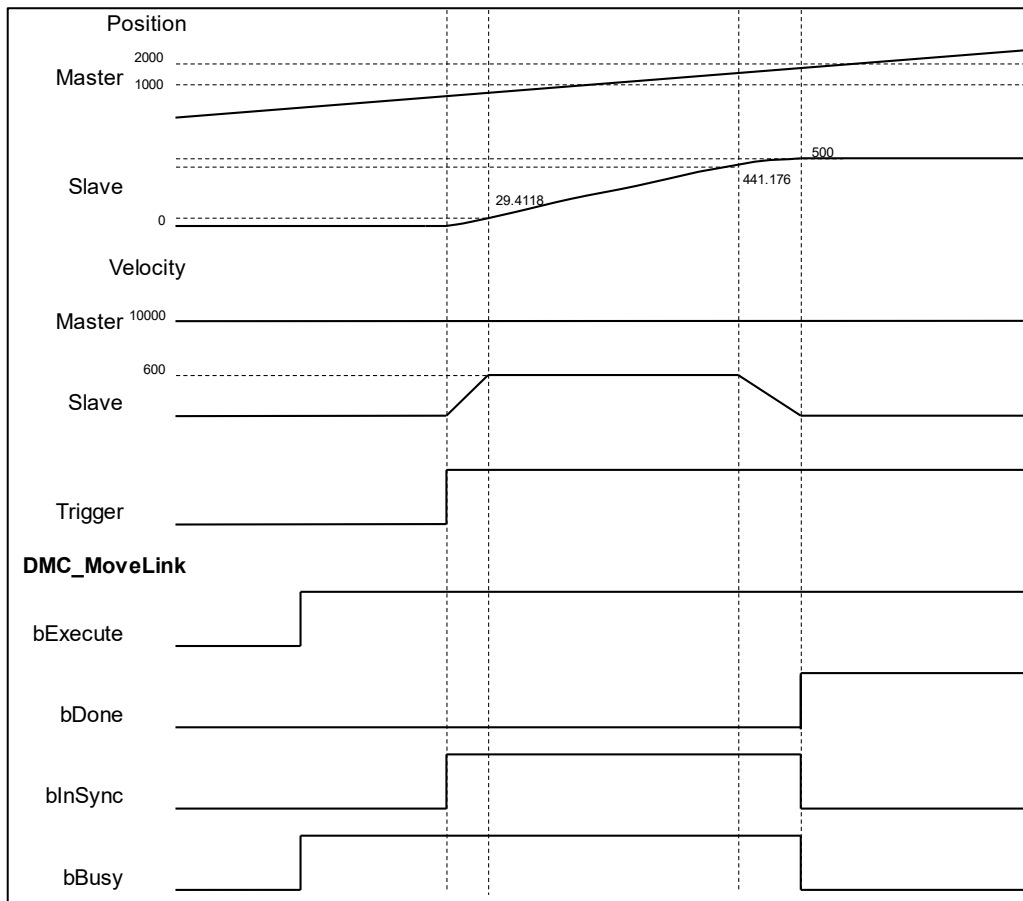 Position
2000
Master
1000
500
Slave
441.176
29.4118
0
Velocity
Master 10000
600
Slave
Trigger
DMC_MoveLink
bExecute
bDone
bInSync
bBusy